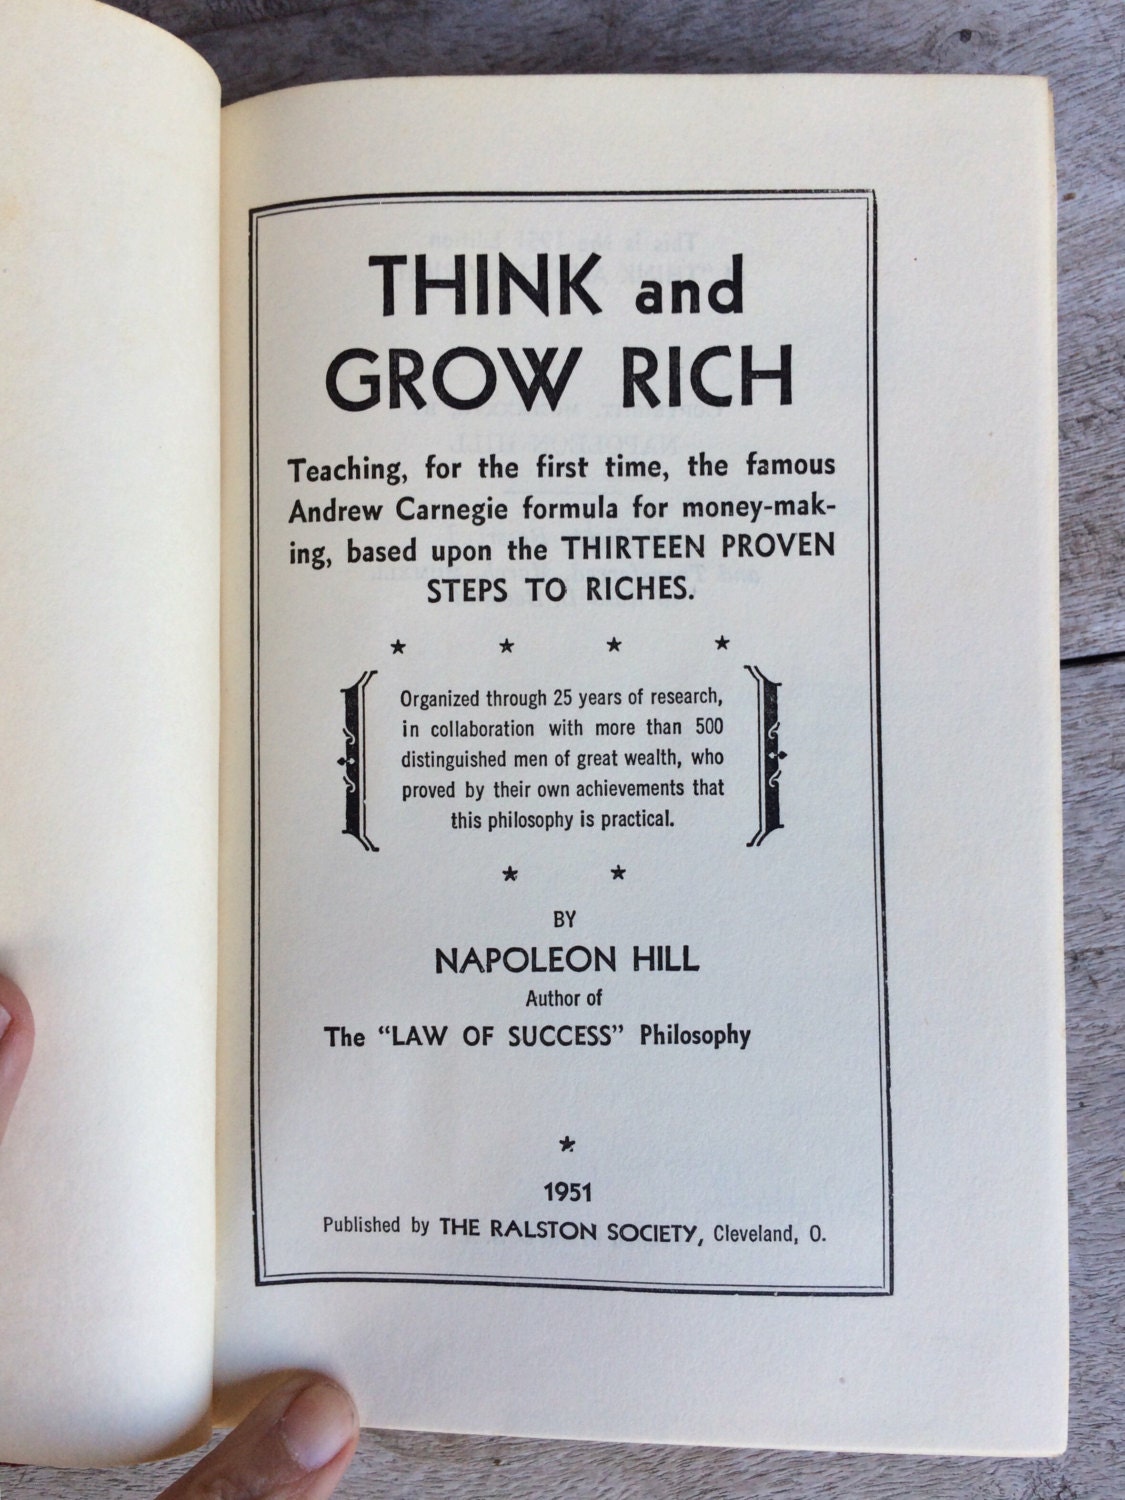 THINK and
GROW RICH
Teaching, for the first time, the famous
Andrew Carnegie formula for money-mak-
ing, based upon the THIRTEEN PROVEN
STEPS TO RICHES.
Organized through 25 years of research,
in collaboration with more than 500
distinguished men of great wealth, who
proved by their own achievements that
this philosophy is practical.
BY
NAPOLEON HILL
Author of
The "LAW OF SUCCESS" Philosophy
1951
Published by THE RALSTON SOCIETY, Cleveland, O.